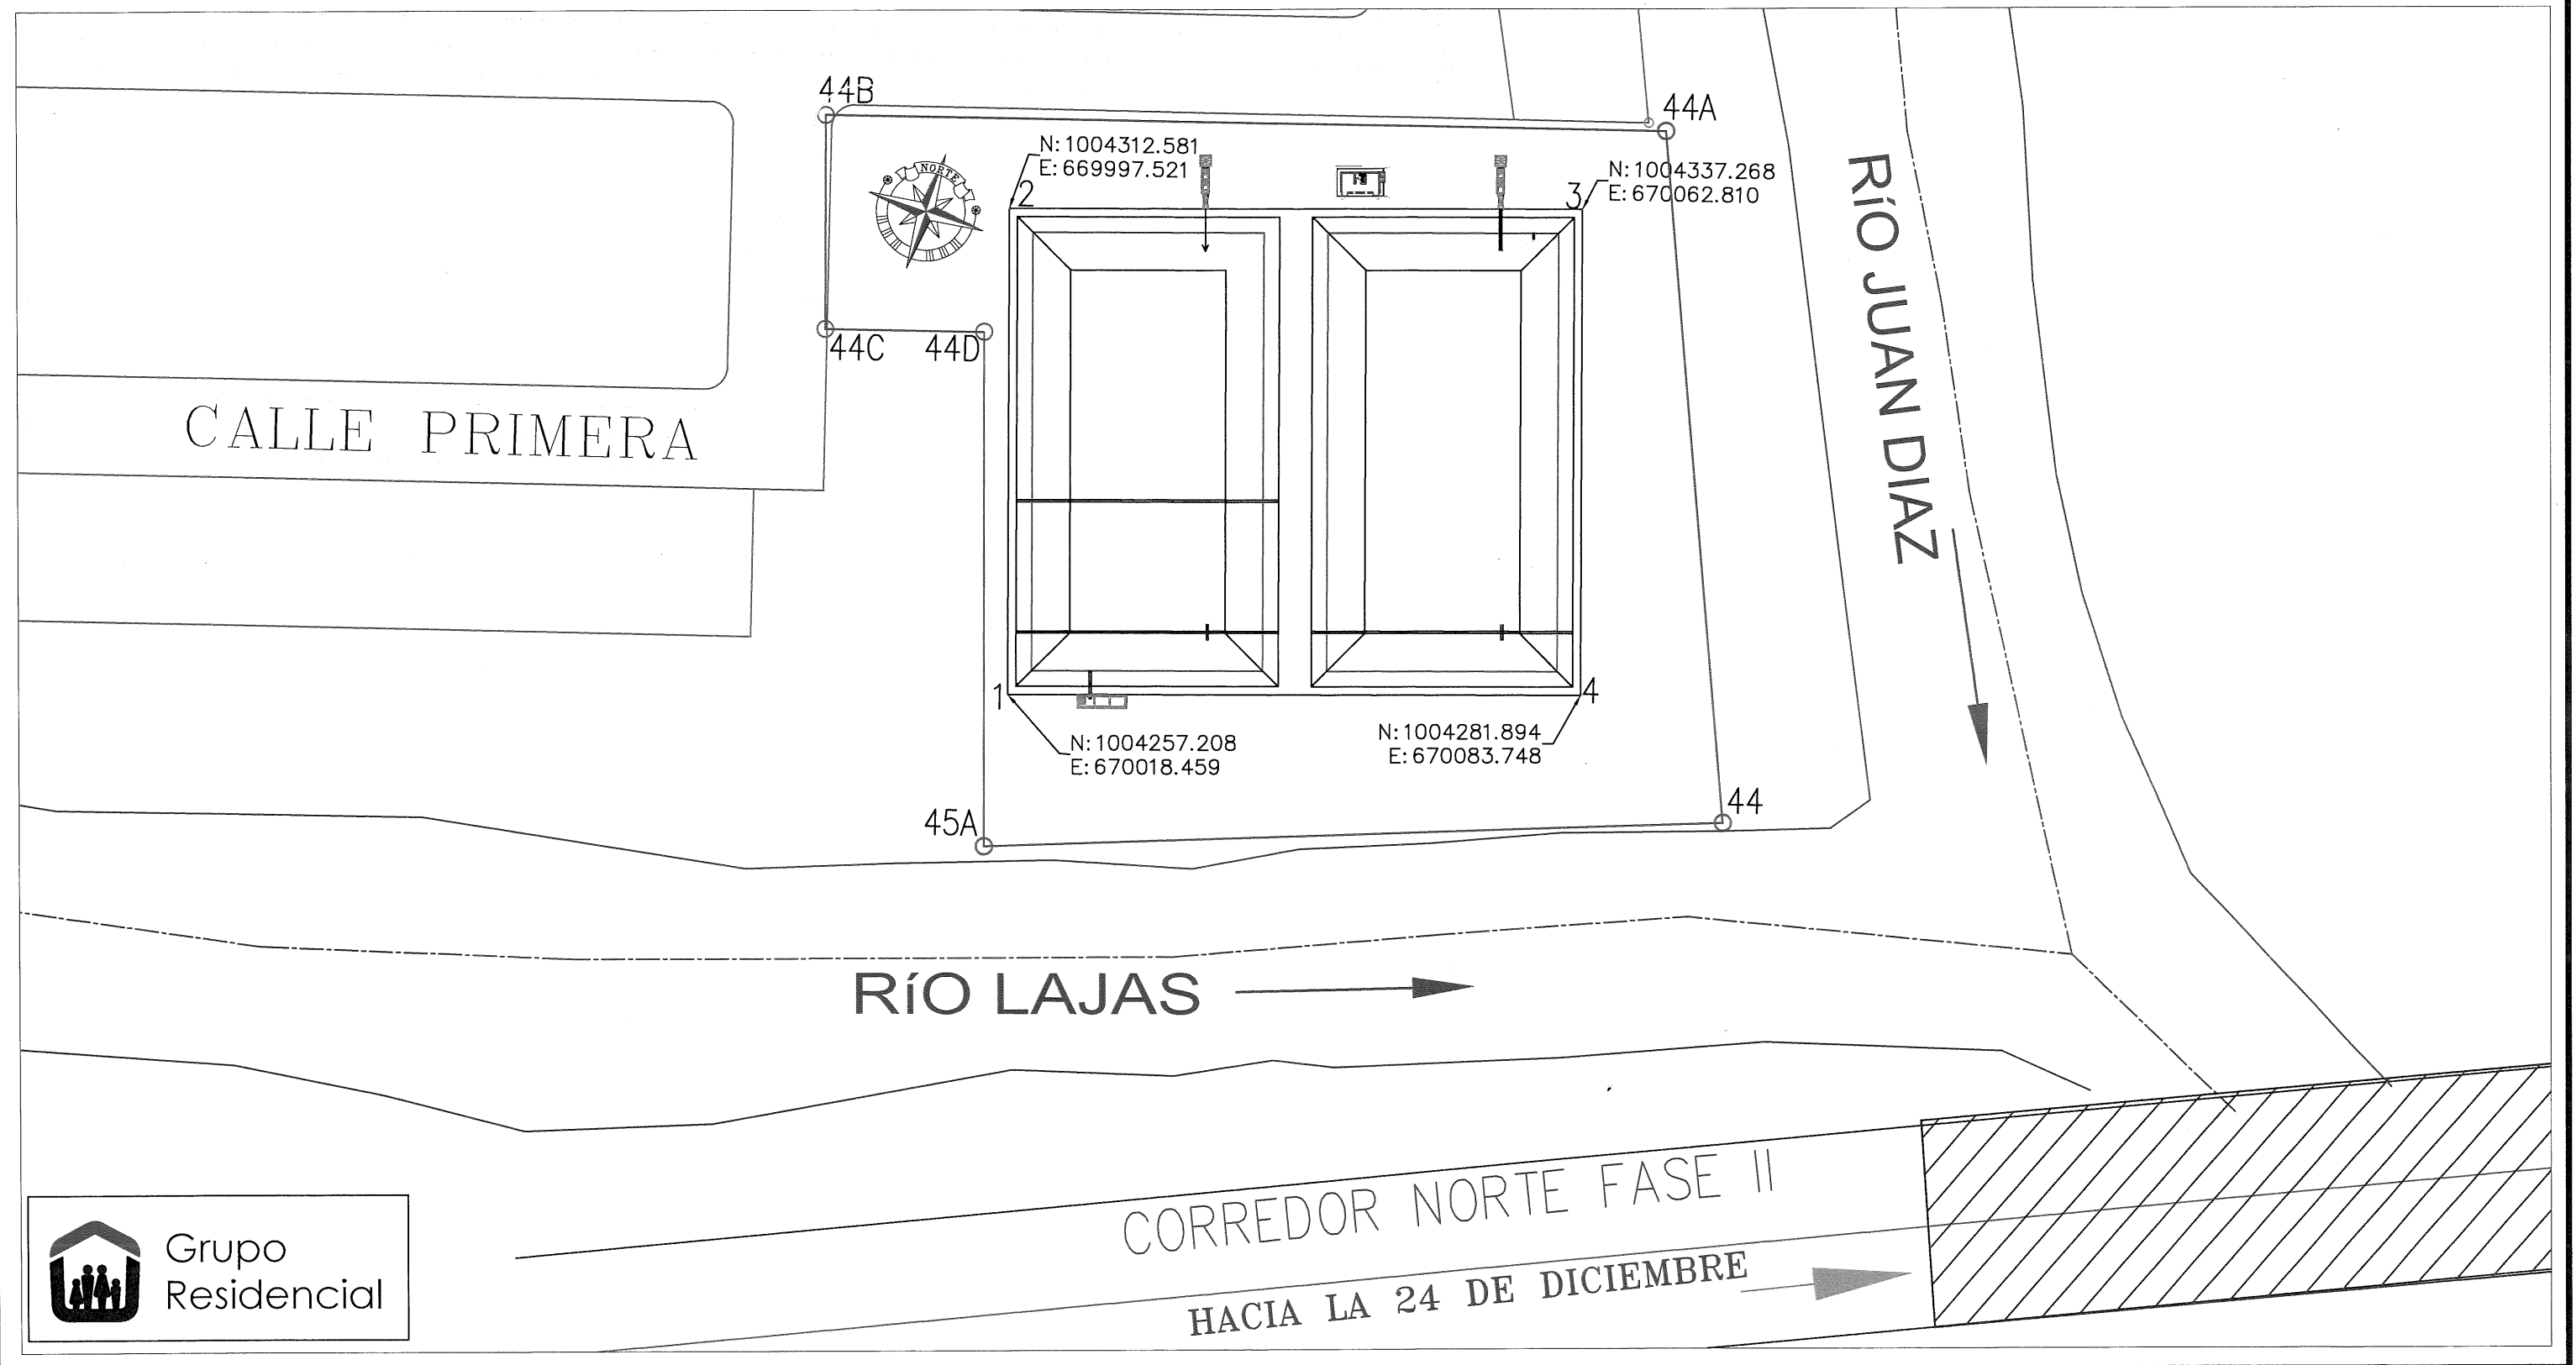 44B
44A
N:1004312.581
E:669997.521
NORTE
2
3
N:1004337.268
E:670062.810
44C
44D
CALLE PRIMERA
RíO JUAN DIAZ
1
4
N:1004257.208
E:670018.459
N:1004281.894
E:670083.748
45A
44
RíO LAJAS
CORREDOR NORTE FASE II
HACIA LA 24 DE DICIEMBRE
Grupo
Residencial